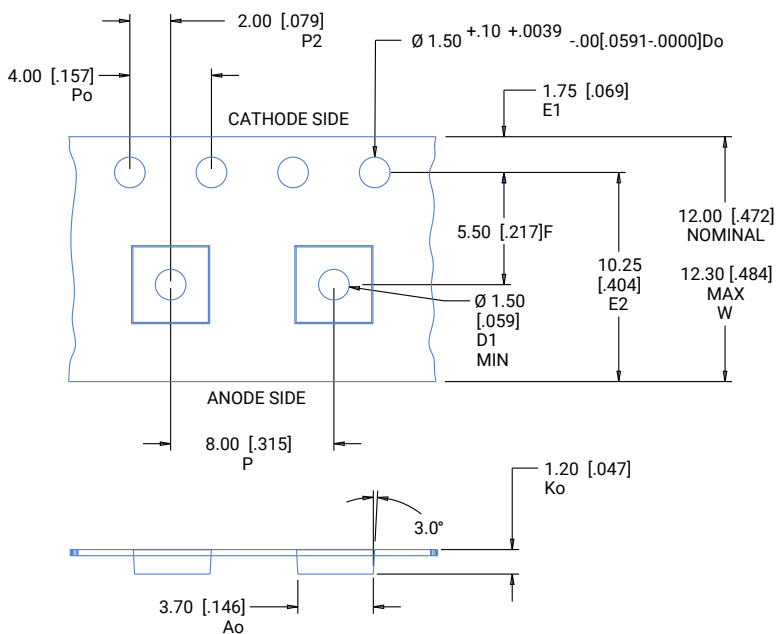 2.00 [.079]
P2
Ø 1.50 +.10 +.0039 -.00[.0591-.0000]Do
4.00 [.157]
Po
1.75 [.069]
E1
CATHODE SIDE
5.50 [.217]F
12.00 [.472]
NOMINAL
10.25
[.404]
E2
12.30 [.484]
MAX
W
Ø 1.50
[.059]
D1
MIN
ANODE SIDE
8.00 [.315]
P
1.20 [.047]
Ko
3.0°
3.70 [.146]
Ao